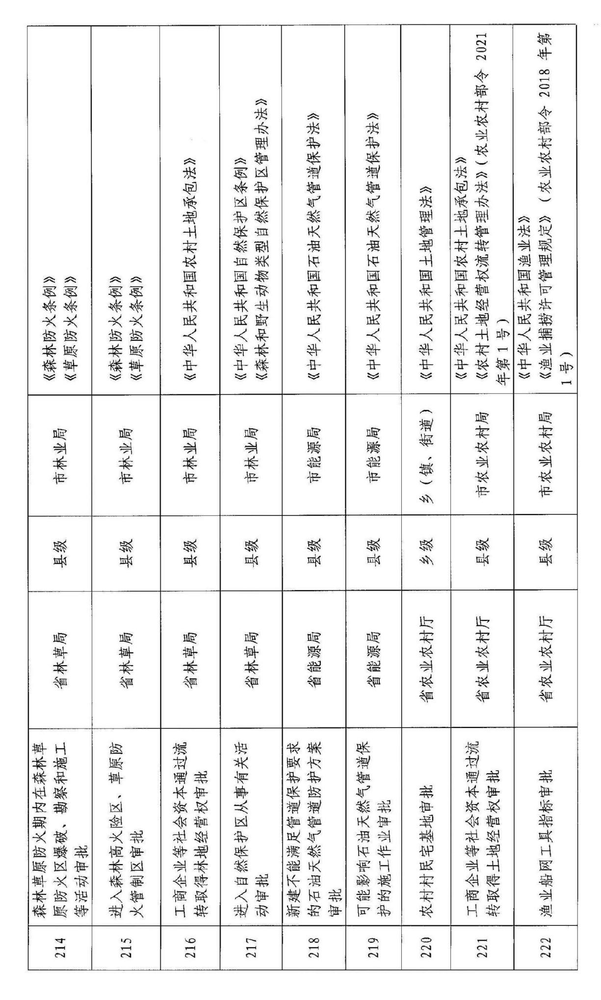 214
森林草原防火期内在森林草
原防火区爆破、勘察和施工
等活动审批
省林草局
县级
市林业局
《森林防火条例》
《草原防火条例》
215
进入森林高火险区、草原防
火管制区审批
省林草局
县级
市林业局
《森林防火条例》
《草原防火条例》
216
工商企业等社会资本通过流
转取得林地经营权审批
省林草局
县级
市林业局
《中华人民共和国农村土地承包法》
217
进入自然保护区从事有关活
动审批
省林草局
县级
市林业局
《中华人民共和国自然保护区条例》
《森林和野生动物类型自然保护区管理办法》
218
新建不能满足管道保护要求
的石油天然气管道防护方案
审批
省能源局
县级
市能源局
《中华人民共和国石油天然气管道保护法》
219
可能影响石油天然气管道保
护的施工作业审批
省能源局
县级
市能源局
《中华人民共和国石油天然气管道保护法》
220
农村村民宅基地审批
省农业农村厅
乡级
乡（镇、街道）
《中华人民共和国土地管理法》
221
工商企业等社会资本通过流
转取得土地经营权审批
省农业农村厅
县级
市农业农村局
《中华人民共和国农村土地承包法》
《农村土地经营权流转管理办法》（农业农村部令 2021
年第 1 号）
222
渔业船网工具指标审批
省农业农村厅
县级
市农业农村局
《中华人民共和国渔业法》
《渔业捕捞许可管理规定》（农业农村部令 2018 年第
1 号）